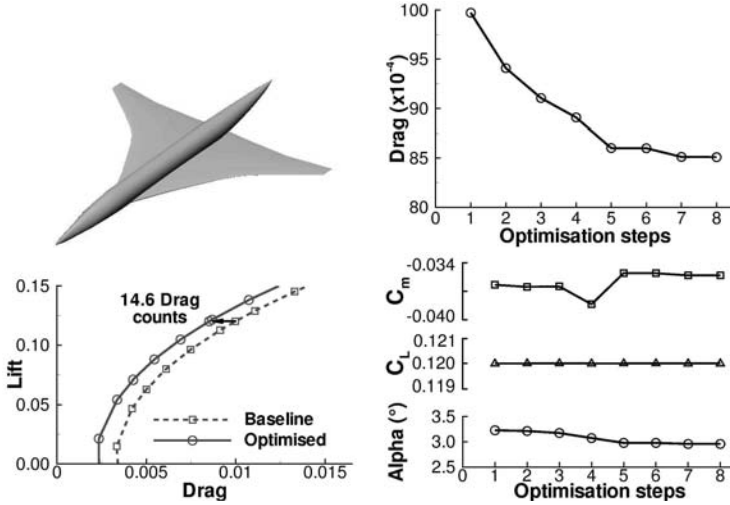 100
95
90
85
80
Drag (x10⁻⁴)
0 1 2 3 4 5 6 7 8
Optimisation steps
0.15
0.10
0.05
0.00
Lift
14.6 Drag
counts
Baseline
Optimised
0 0.005 0.01 0.015
Drag
-0.034
-0.040
Cₘ
0.121
0.120
0.119
C_L
3.5
3.0
2.5
Alpha (°)
0 1 2 3 4 5 6 7 8
Optimisation steps